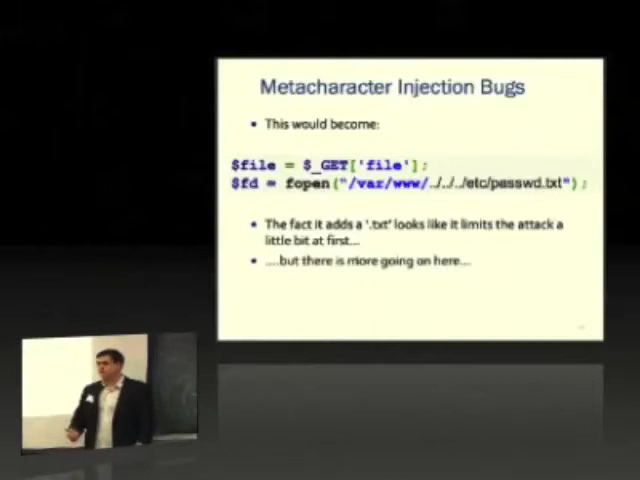 Metacharacter Injection Bugs
• This would become:
$file = $_GET['file'];
$fd = fopen("/var/www/../../../etc/passwd.txt");
• The fact it adds a '.txt' looks like it limits the attack a
little bit at first...
• ....but there is more going on here...